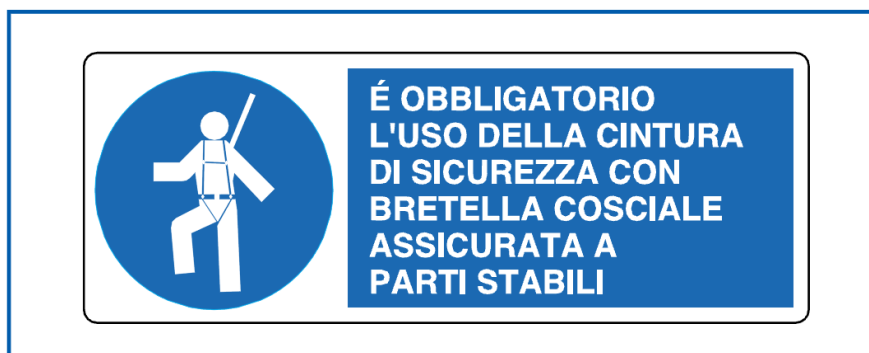 É OBBLIGATORIO
L'USO DELLA CINTURA
DI SICUREZZA CON
BRETELLA COSCIALE
ASSICURATA A
PARTI STABILI